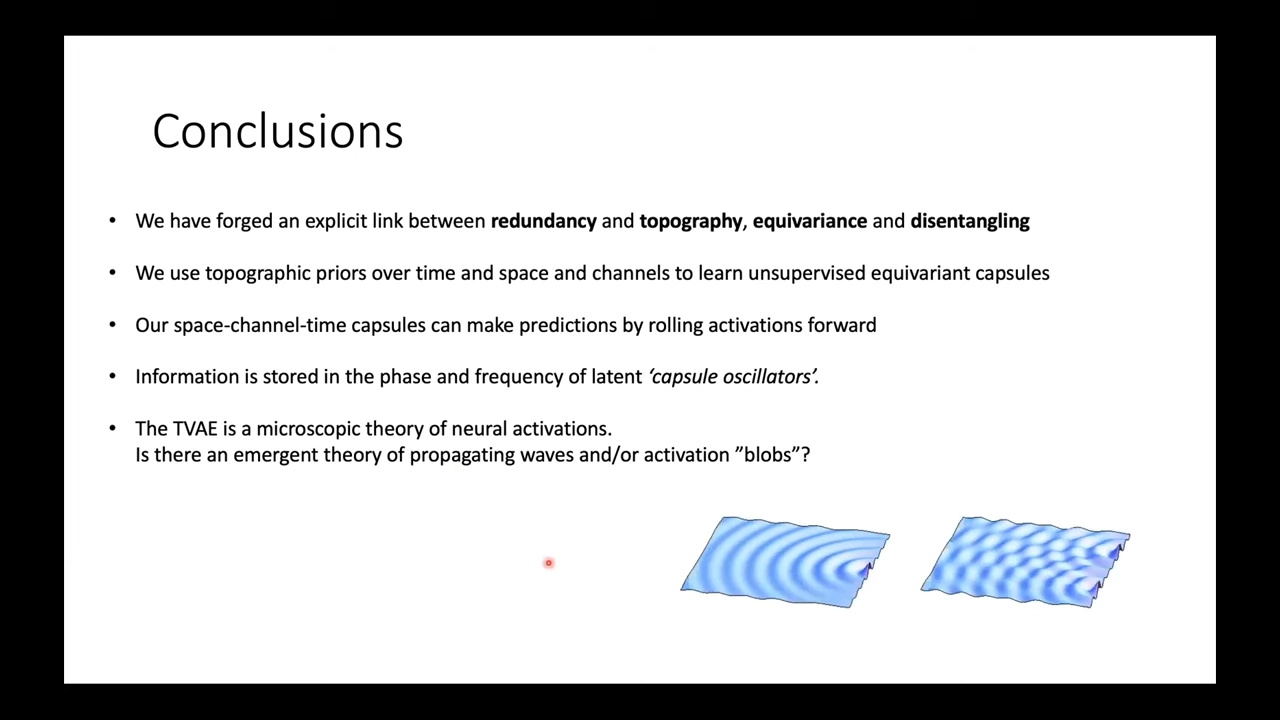 Conclusions
• We have forged an explicit link between redundancy and topography, equivariance and disentangling
• We use topographic priors over time and space and channels to learn unsupervised equivariant capsules
• Our space-channel-time capsules can make predictions by rolling activations forward
• Information is stored in the phase and frequency of latent ‘capsule oscillators’.
• The TVAE is a microscopic theory of neural activations.
Is there an emergent theory of propagating waves and/or activation ”blobs”?